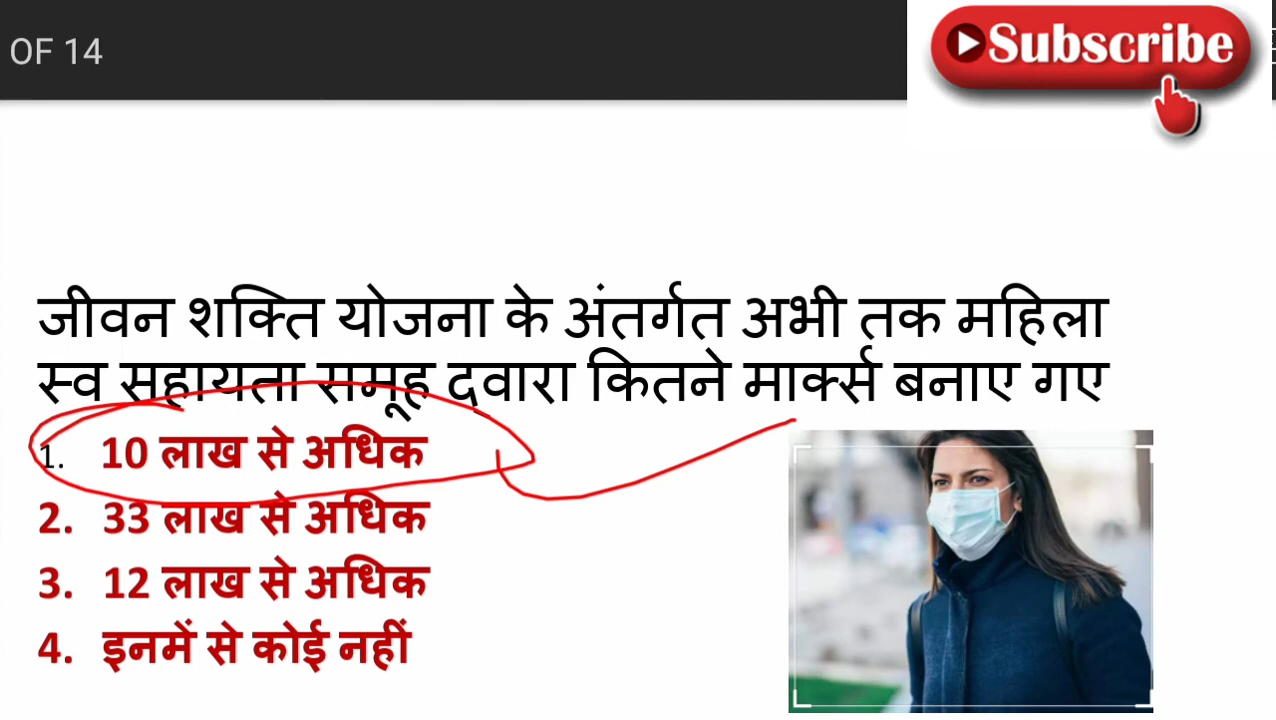 OF 14
Subscribe
जीवन शक्ति योजना के अंतर्गत अभी तक महिला
स्व सहायता समूह दवारा कितने मार्क्स बनाए गए
1. 10 लाख से अधिक
2. 33 लाख से अधिक
3. 12 लाख से अधिक
4. इनमें से कोई नहीं